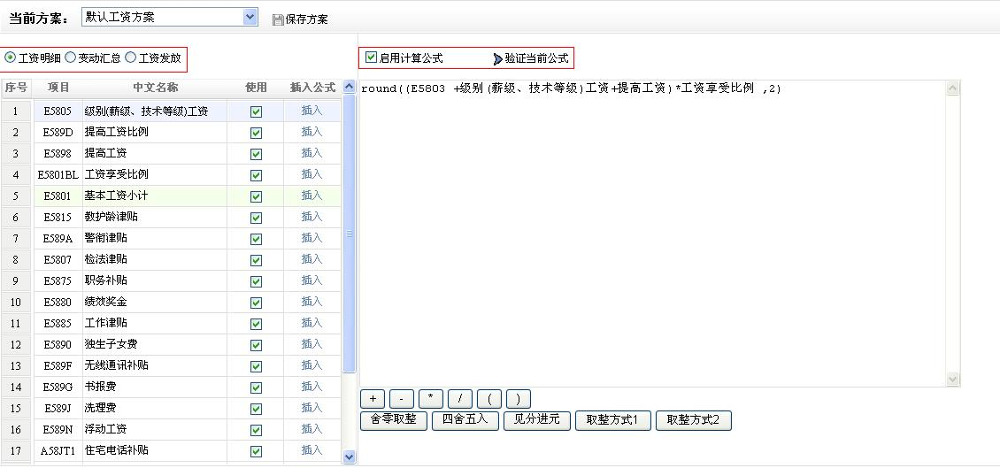 当前方案： 默认工资方案 保存方案
工资明细 变动汇总 工资发放 启用计算公式 验证当前公式
序号 项目 中文名称 使用 插入公式
round((E5803 +级别(薪级、技术等级)工资+提高工资)*工资享受比例 ,2)
1 E5805 级别(薪级、技术等级)工资 插入
2 E589D 提高工资比例 插入
3 E5898 提高工资 插入
4 E5801BL 工资享受比例 插入
5 E5801 基本工资小计 插入
6 E5815 教护龄津贴 插入
7 E589A 警衔津贴 插入
8 E5807 检法津贴 插入
9 E5875 职务补贴 插入
10 E5880 绩效奖金 插入
11 E5885 工作津贴 插入
12 E5890 独生子女费 插入
13 E589F 无线通讯补贴 插入
14 E589G 书报费 插入
15 E589J 洗理费 插入
16 E589N 浮动工资 插入
17 A58JT1 住宅电话补贴 插入
+ - * / ( )
舍零取整 四舍五入 见分进元 取整方式1 取整方式2